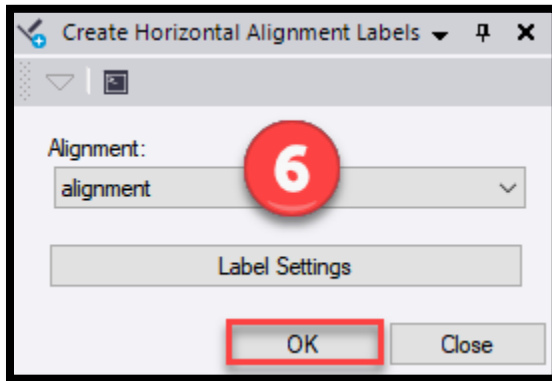 Create Horizontal Alignment Labels
Alignment:
6
alignment
Label Settings
OK Close